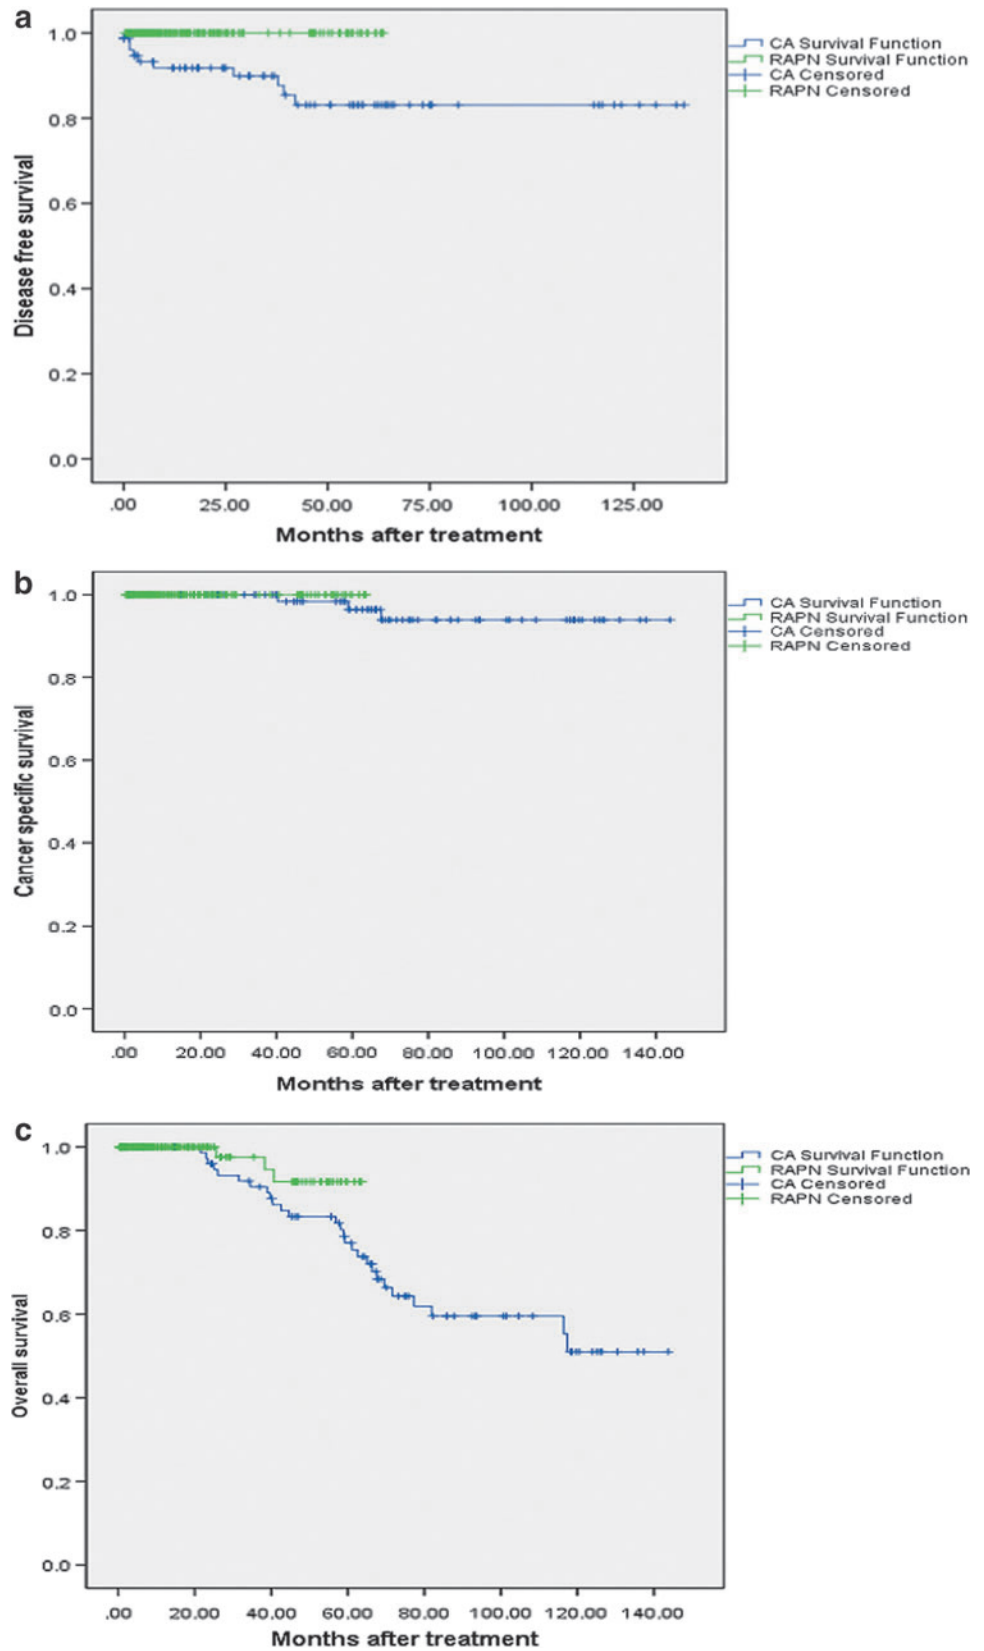 a
1.0
0.8
0.6
0.4
0.2
0.0
Disease free survival
.00 25.00 50.00 75.00 100.00 125.00
Months after treatment
CA Survival Function
RAPN Survival Function
CA Censored
RAPN Censored
b
1.0
0.8
0.6
0.4
0.2
0.0
Cancer specific survival
.00 20.00 40.00 60.00 80.00 100.00 120.00 140.00
Months after treatment
CA Survival Function
RAPN Survival Function
CA Censored
RAPN Censored
c
1.0
0.8
0.6
0.4
0.2
0.0
Overall survival
.00 20.00 40.00 60.00 80.00 100.00 120.00 140.00
Months after treatment
CA Survival Function
RAPN Survival Function
CA Censored
RAPN Censored